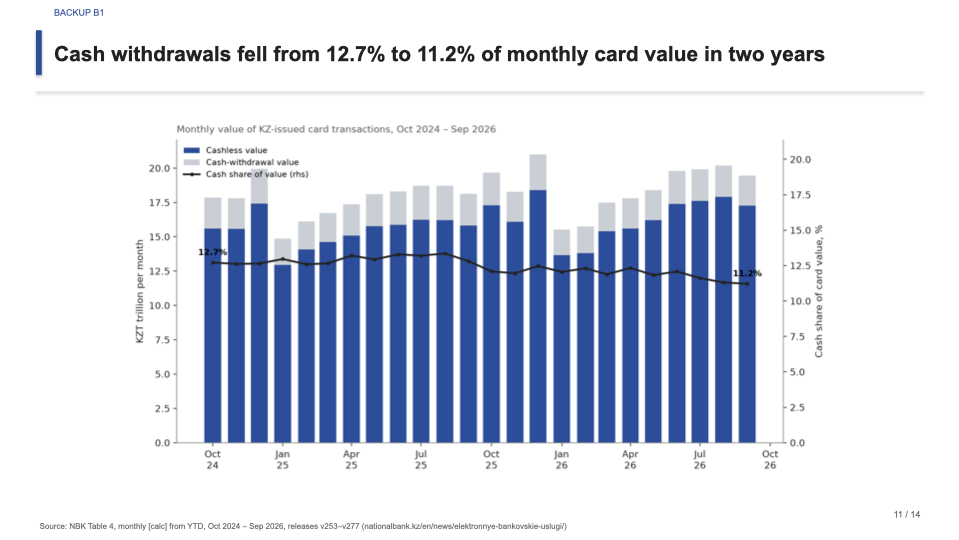 BACKUP B1
Cash withdrawals fell from 12.7% to 11.2% of monthly card value in two years
Monthly value of KZ-issued card transactions, Oct 2024 – Sep 2026
Cashless value
Cash-withdrawal value
Cash share of value (rhs)
KZT trillion per month
20.0
17.5
15.0
12.5
10.0
7.5
5.0
2.5
0.0
12.7%
11.2%
20.0
17.5
15.0
12.5
10.0
7.5
5.0
2.5
0.0
Cash share of card value, %
Oct Jan Apr Jul Oct Jan Apr Jul Oct
24 25 25 25 25 26 26 26 26
11 / 14
Source: NBK Table 4, monthly [calc] from YTD, Oct 2024 – Sep 2026, releases v253–v277 (nationalbank.kz/en/news/elektronnye-bankovskie-uslugi/)